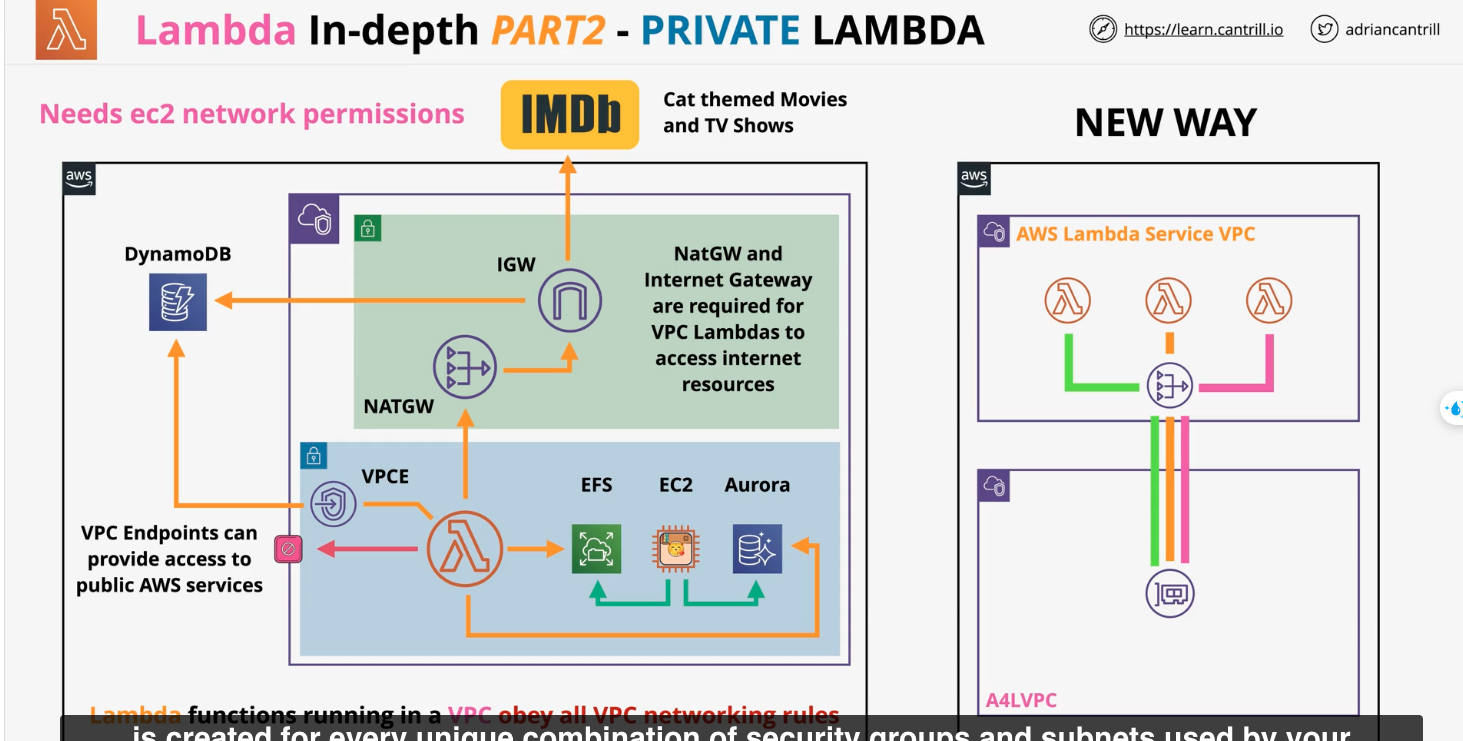 Lambda In-depth PART2 - PRIVATE LAMBDA
https://learn.cantrill.io
adriancantrill
Needs ec2 network permissions
IMDb
Cat themed Movies
and TV Shows
NEW WAY
aws
DynamoDB
IGW
NatGW and
Internet Gateway
are required for
VPC Lambdas to
access internet
resources
NATGW
VPCE
EFS
EC2
Aurora
VPC Endpoints can
provide access to
public AWS services
Lambda functions running in a VPC obey all VPC networking rules
aws
AWS Lambda Service VPC
A4LVPC
is created for every unique combination of security groups and subnets used by your